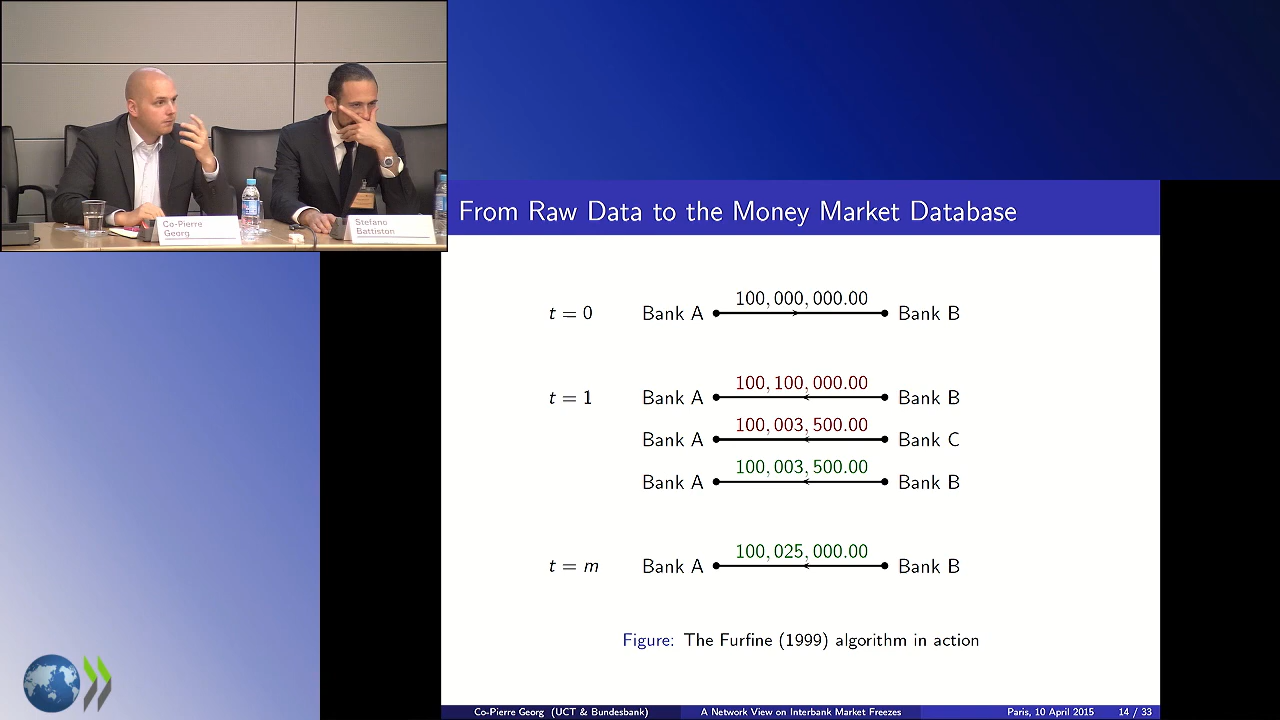 Co-Pierre
Georg
Stefano
Battiston
From Raw Data to the Money Market Database
100, 000, 000.00
t = 0 Bank A Bank B
100, 100, 000.00
t = 1 Bank A Bank B
100, 003, 500.00
Bank A Bank C
100, 003, 500.00
Bank A Bank B
100, 025, 000.00
t = m Bank A Bank B
Figure: The Furfine (1999) algorithm in action
Co-Pierre Georg (UCT & Bundesbank) A Network View on Interbank Market Freezes Paris, 10 April 2015 14 / 33